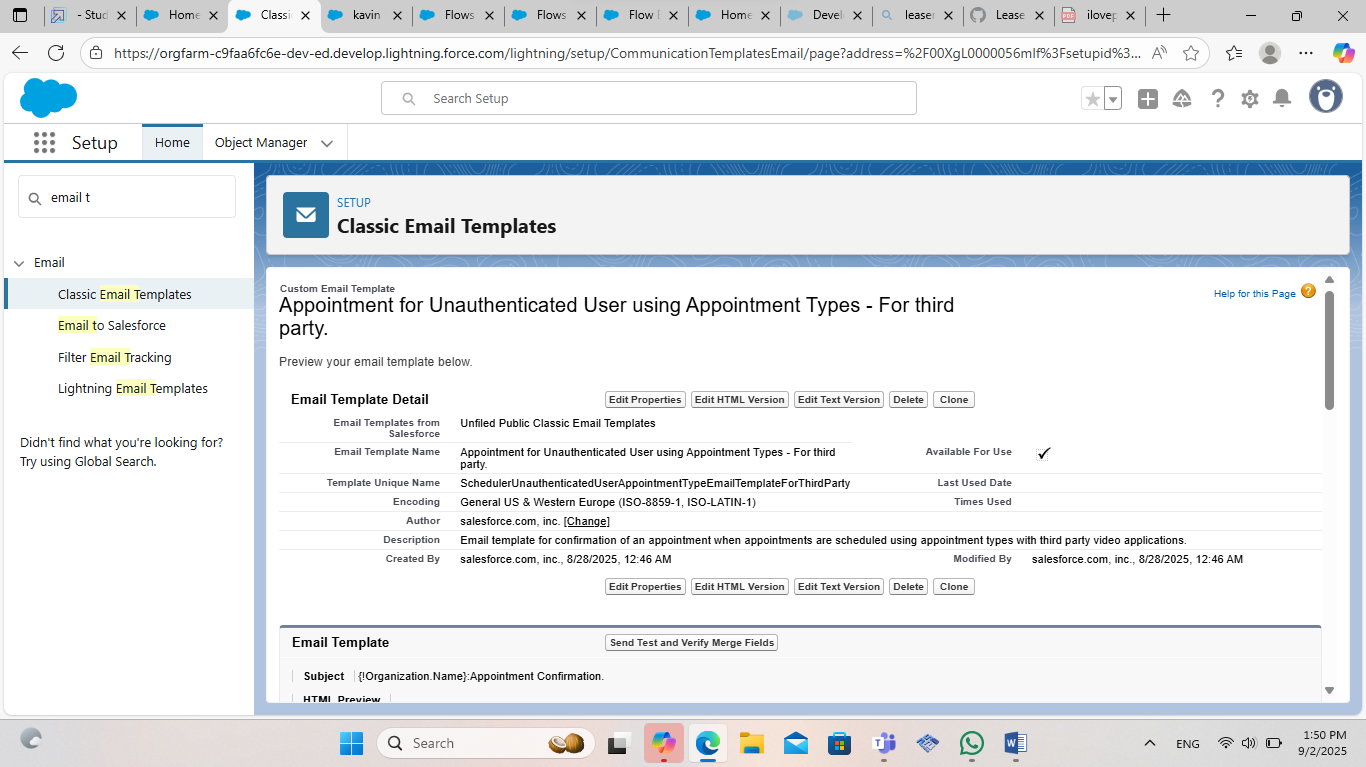 - Stud
Home
Classic
kavin
Flows
Flows
Flow B
Home
Develo
leaser
Lease
ilovep
https://orgfarm-c9faa6fc6e-dev-ed.develop.lightning.force.com/lightning/setup/CommunicationTemplatesEmail/page?address=%2F00XgL0000056mIf%3Fsetupid%3...
Search Setup
Setup
Home
Object Manager
email t
Email
Classic Email Templates
Email to Salesforce
Filter Email Tracking
Lightning Email Templates
Didn't find what you're looking for?
Try using Global Search.
SETUP
Classic Email Templates
Custom Email Template
Appointment for Unauthenticated User using Appointment Types - For third
party.
Help for this Page
Preview your email template below.
Email Template Detail
Edit Properties Edit HTML Version Edit Text Version Delete Clone
Email Templates from
Salesforce
Unfiled Public Classic Email Templates
Email Template Name
Appointment for Unauthenticated User using Appointment Types - For third
party.
Available For Use
Template Unique Name SchedulerUnauthenticatedUserAppointmentTypeEmailTemplateForThirdParty Last Used Date
Encoding General US & Western Europe (ISO-8859-1, ISO-LATIN-1) Times Used
Author salesforce.com, inc. [Change]
Description Email template for confirmation of an appointment when appointments are scheduled using appointment types with third party video applications.
Created By salesforce.com, inc., 8/28/2025, 12:46 AM Modified By salesforce.com, inc., 8/28/2025, 12:46 AM
Edit Properties Edit HTML Version Edit Text Version Delete Clone
Email Template Send Test and Verify Merge Fields
Subject {!Organization.Name}:Appointment Confirmation.
HTML Preview
Search
ENG
1:50 PM
9/2/2025